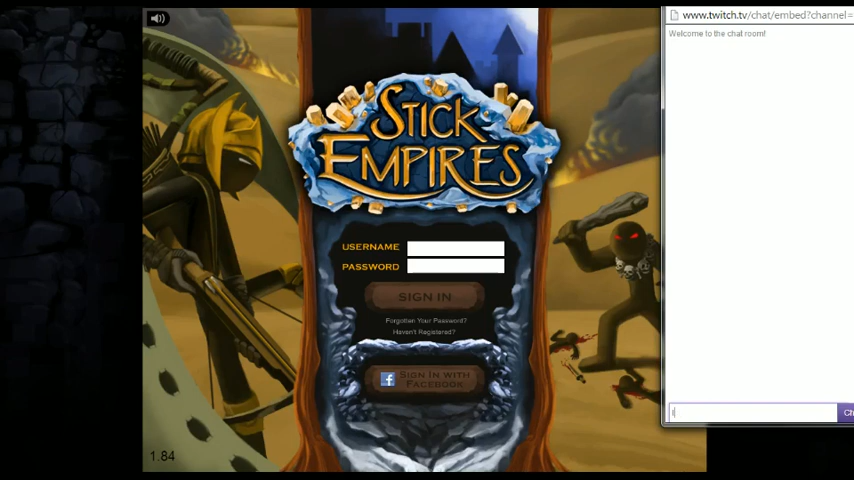 www.twitch.tv/chat/embed?channel=
Welcome to the chat room!
STICK
EMPIRES
USERNAME
PASSWORD
SIGN IN
Forgotten Your Password?
Haven't Registered?
f
SIGN IN WITH
FACEBOOK
i
Ch
1.84